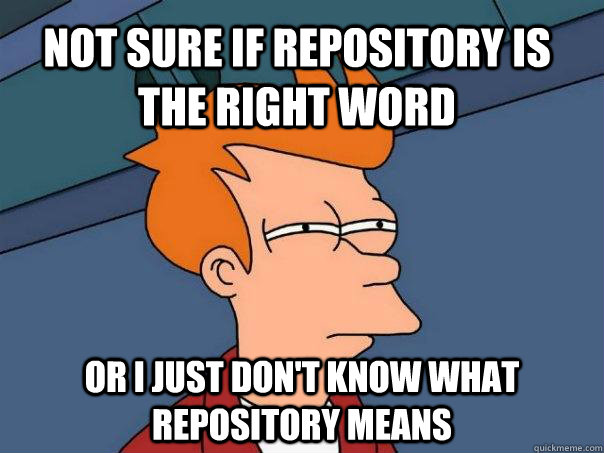 NOT SURE IF REPOSITORY IS
THE RIGHT WORD
OR I JUST DON'T KNOW WHAT
REPOSITORY MEANS
quickmeme.com